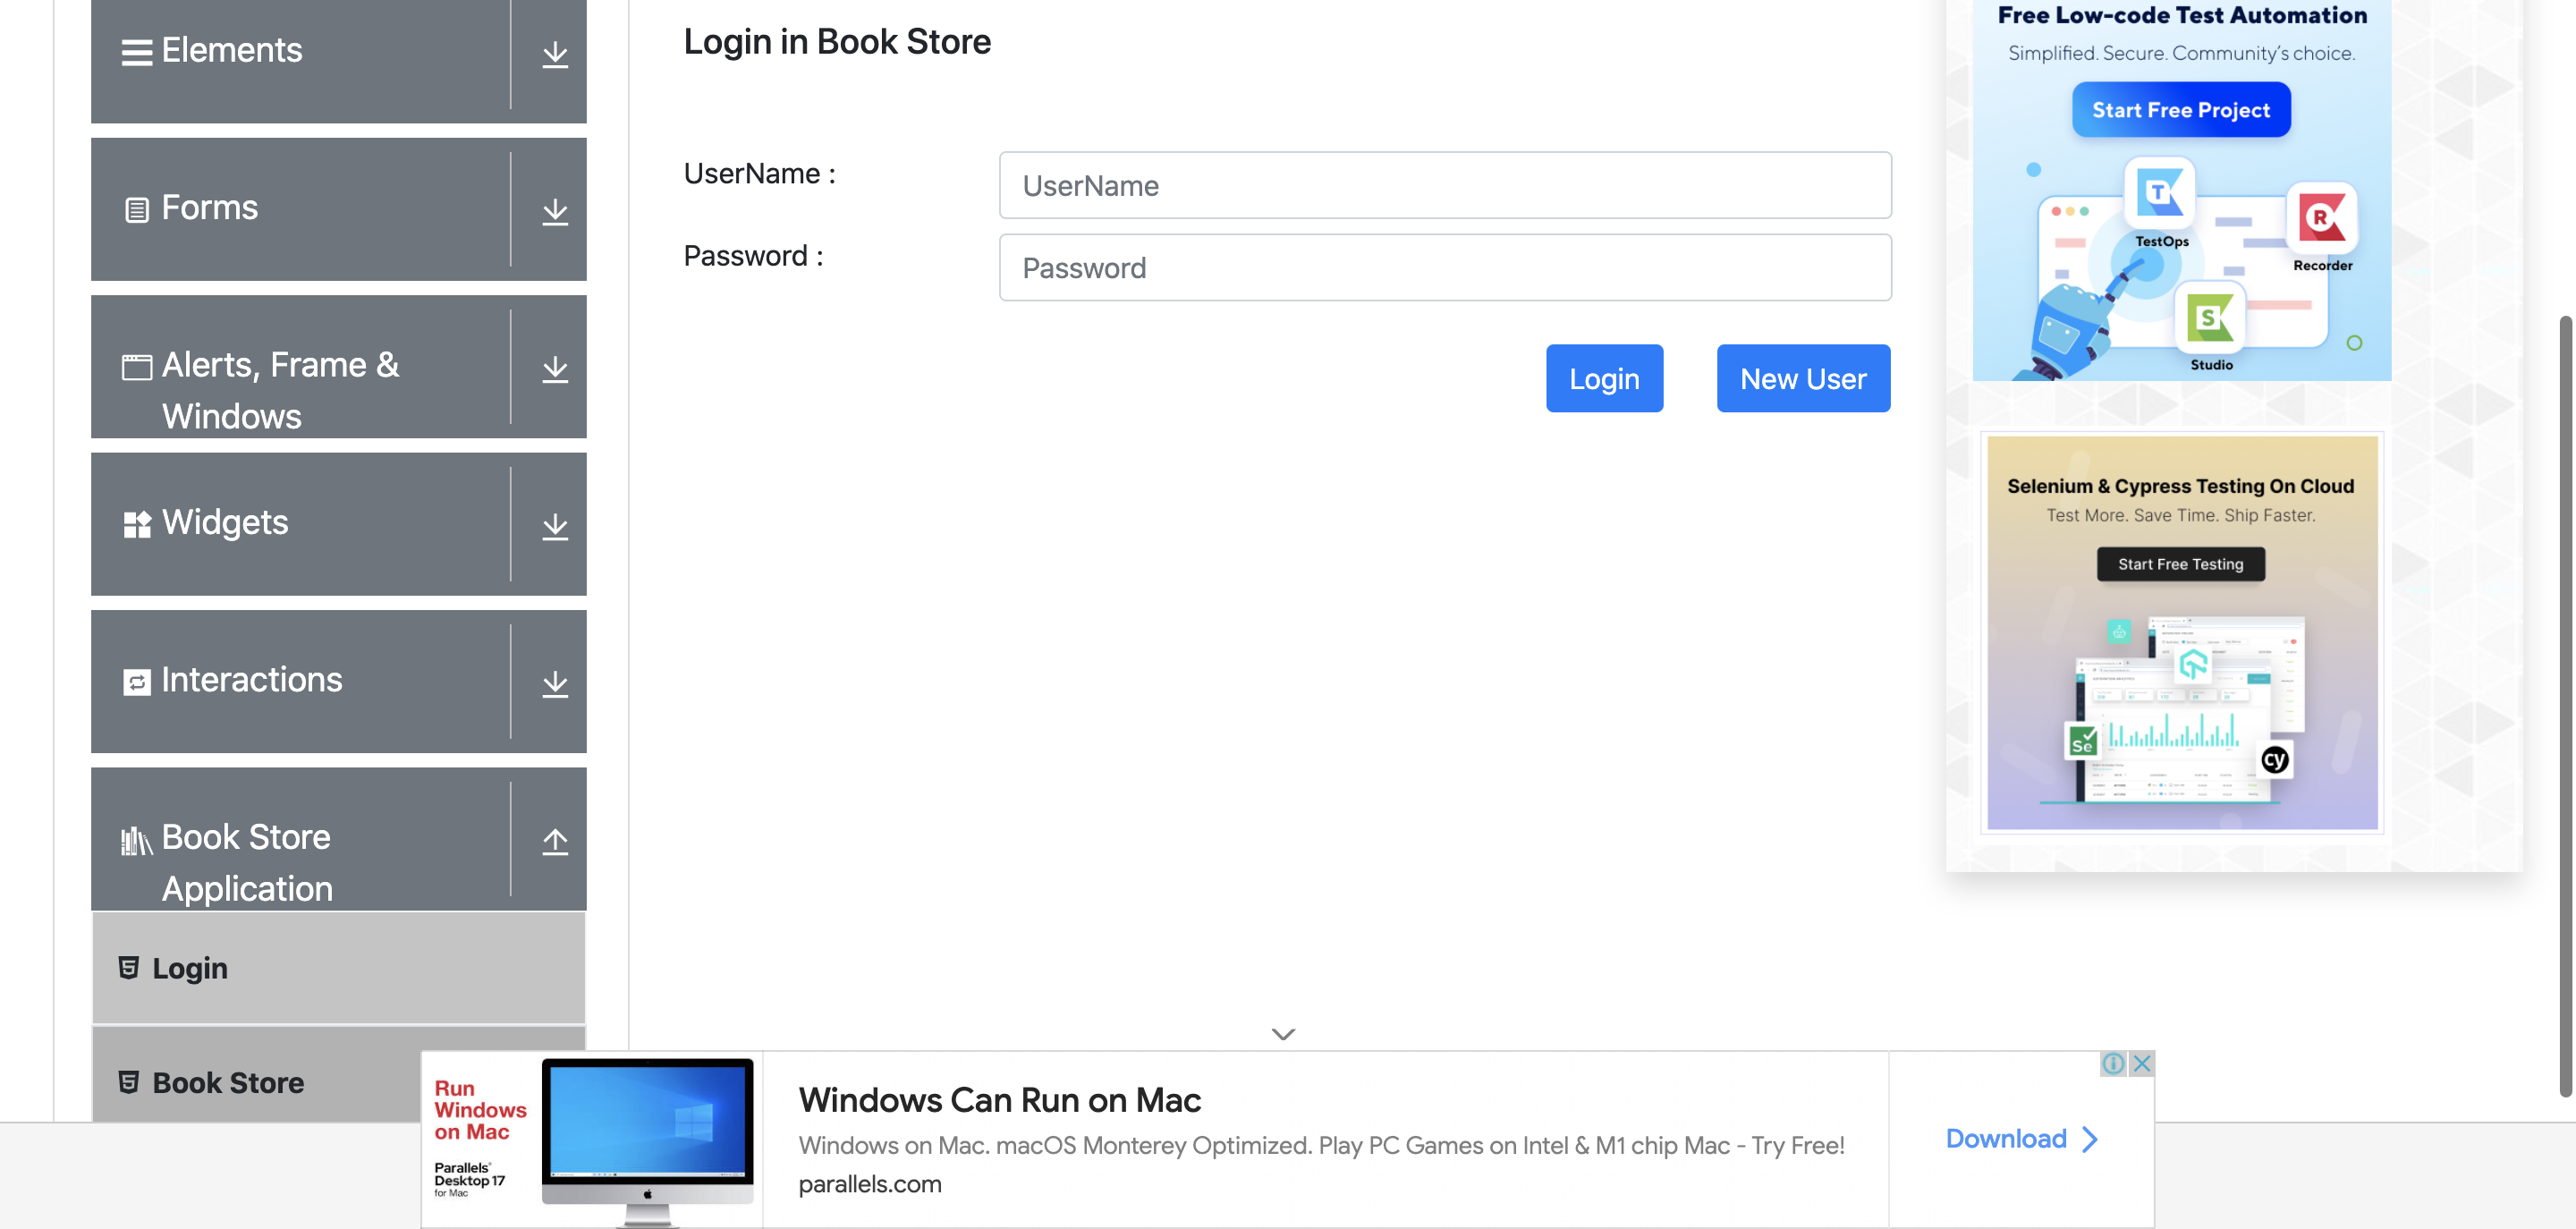 Elements
Forms
Alerts, Frame &
Windows
Widgets
Interactions
Book Store
Application
Login
Book Store
Login in Book Store
UserName :
UserName
Password :
Password
Login
New User
Free Low-code Test Automation
Simplified. Secure. Community's choice.
Start Free Project
T
TestOps
R
Recorder
S
Studio
Selenium & Cypress Testing On Cloud
Test More. Save Time. Ship Faster.
Start Free Testing
Se
cy
Run
Windows
on Mac
Parallels®
Desktop 17
for Mac
Windows Can Run on Mac
Windows on Mac. macOS Monterey Optimized. Play PC Games on Intel & M1 chip Mac - Try Free!
parallels.com
Download